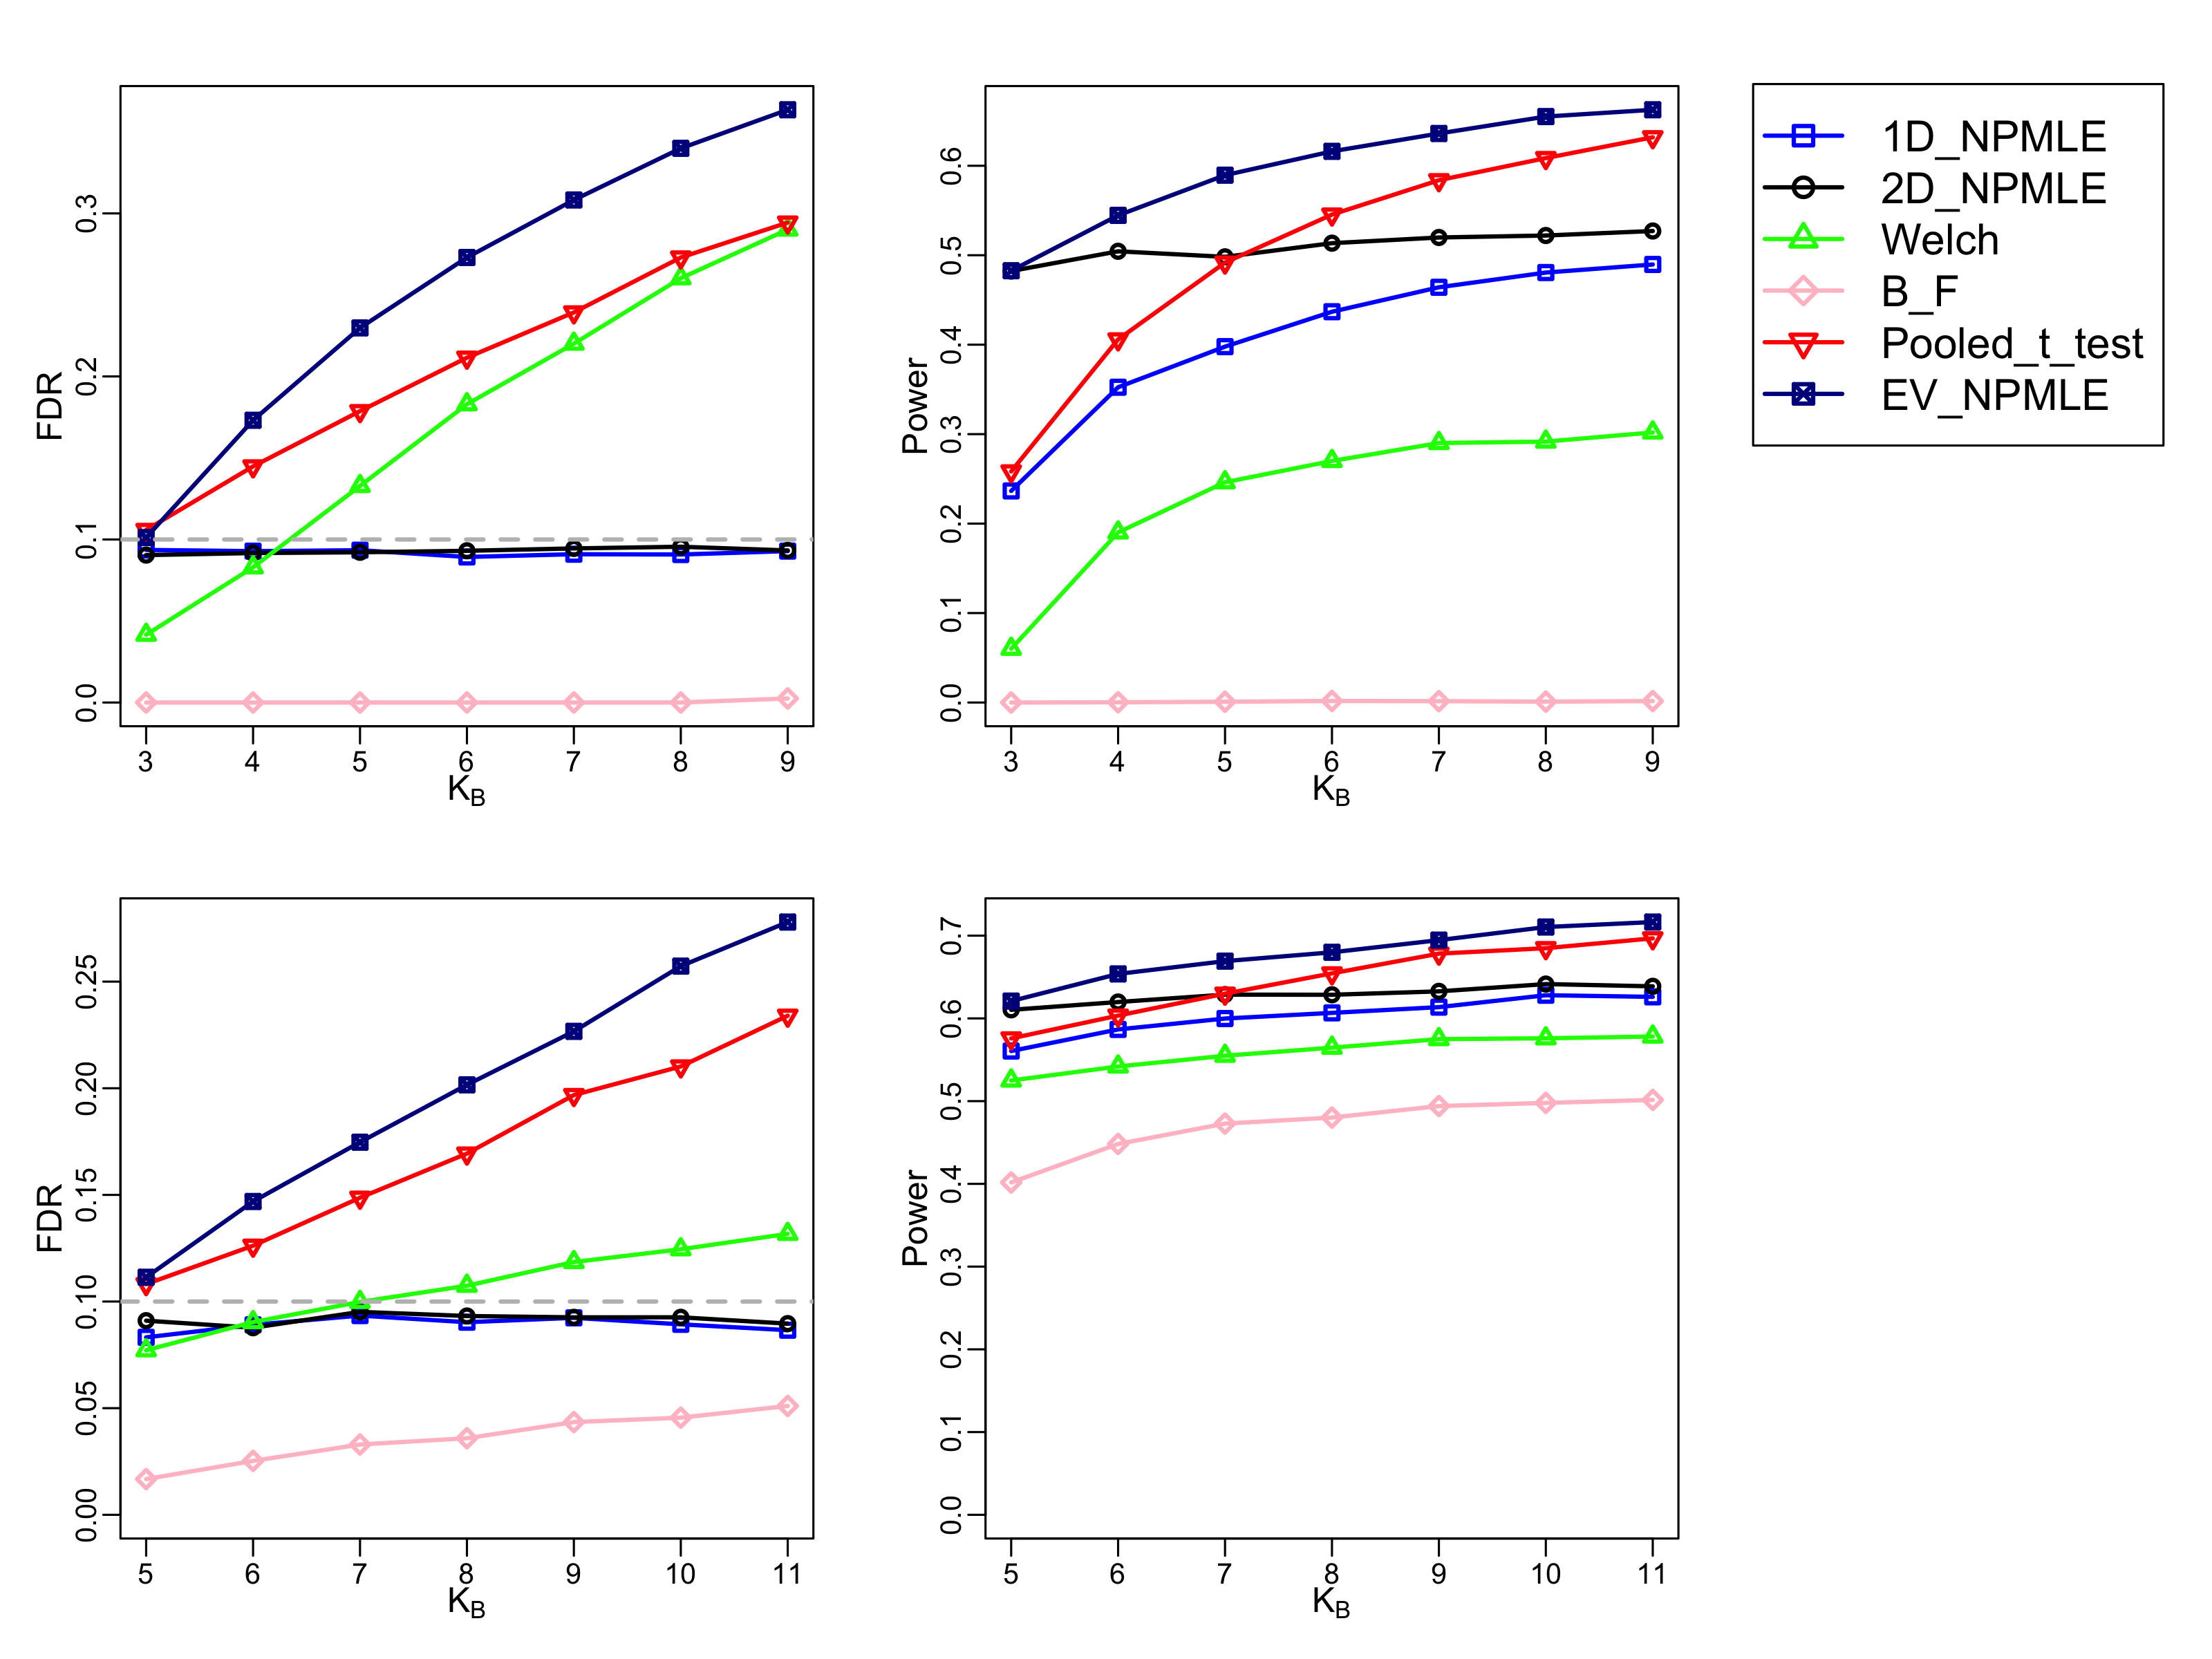 FDR
0.0 0.1 0.2 0.3
3 4 5 6 7 8 9
K_B
Power
0.0 0.1 0.2 0.3 0.4 0.5 0.6
3 4 5 6 7 8 9
K_B
1D_NPMLE
2D_NPMLE
Welch
B_F
Pooled_t_test
EV_NPMLE
FDR
0.00 0.05 0.10 0.15 0.20 0.25
5 6 7 8 9 10 11
K_B
Power
0.0 0.1 0.2 0.3 0.4 0.5 0.6 0.7
5 6 7 8 9 10 11
K_B